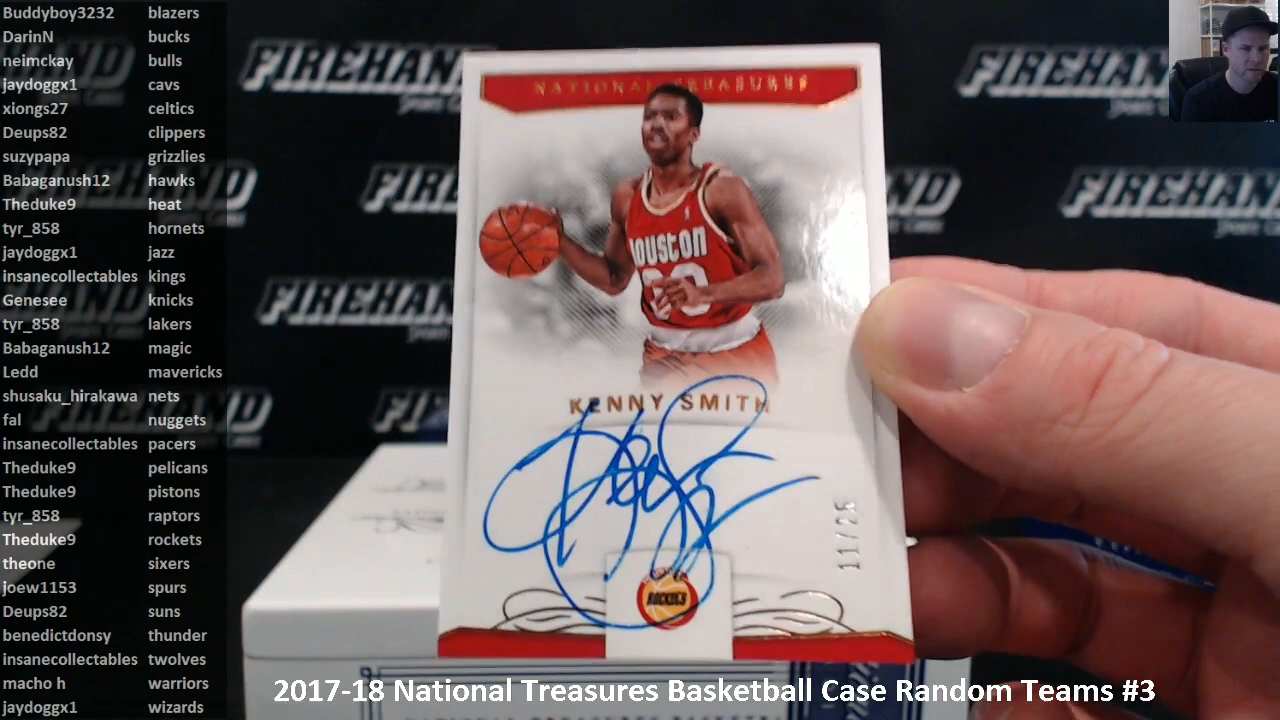 Buddyboy3232 blazers
DarinN bucks
neimckay bulls
jaydoggx1 cavs
xiongs27 celtics
Deups82 clippers
suzypapa grizzlies
Babaganush12 hawks
Theduke9 heat
tyr_858 hornets
jaydoggx1 jazz
insanecollectables kings
Genesee knicks
tyr_858 lakers
Babaganush12 magic
Ledd mavericks
shusaku_hirakawa nets
fal nuggets
insanecollectables pacers
Theduke9 pelicans
Theduke9 pistons
tyr_858 raptors
Theduke9 rockets
theone sixers
joew1153 spurs
Deups82 suns
benedictdonsy thunder
insanecollectables twolves
macho h warriors
jaydoggx1 wizards
FIREHAND
FIREHAND
NATIONAL TREASURES
HOUSTON
30
KENNY SMITH
11/25
ROCKETS
2017-18 National Treasures Basketball Case Random Teams #3